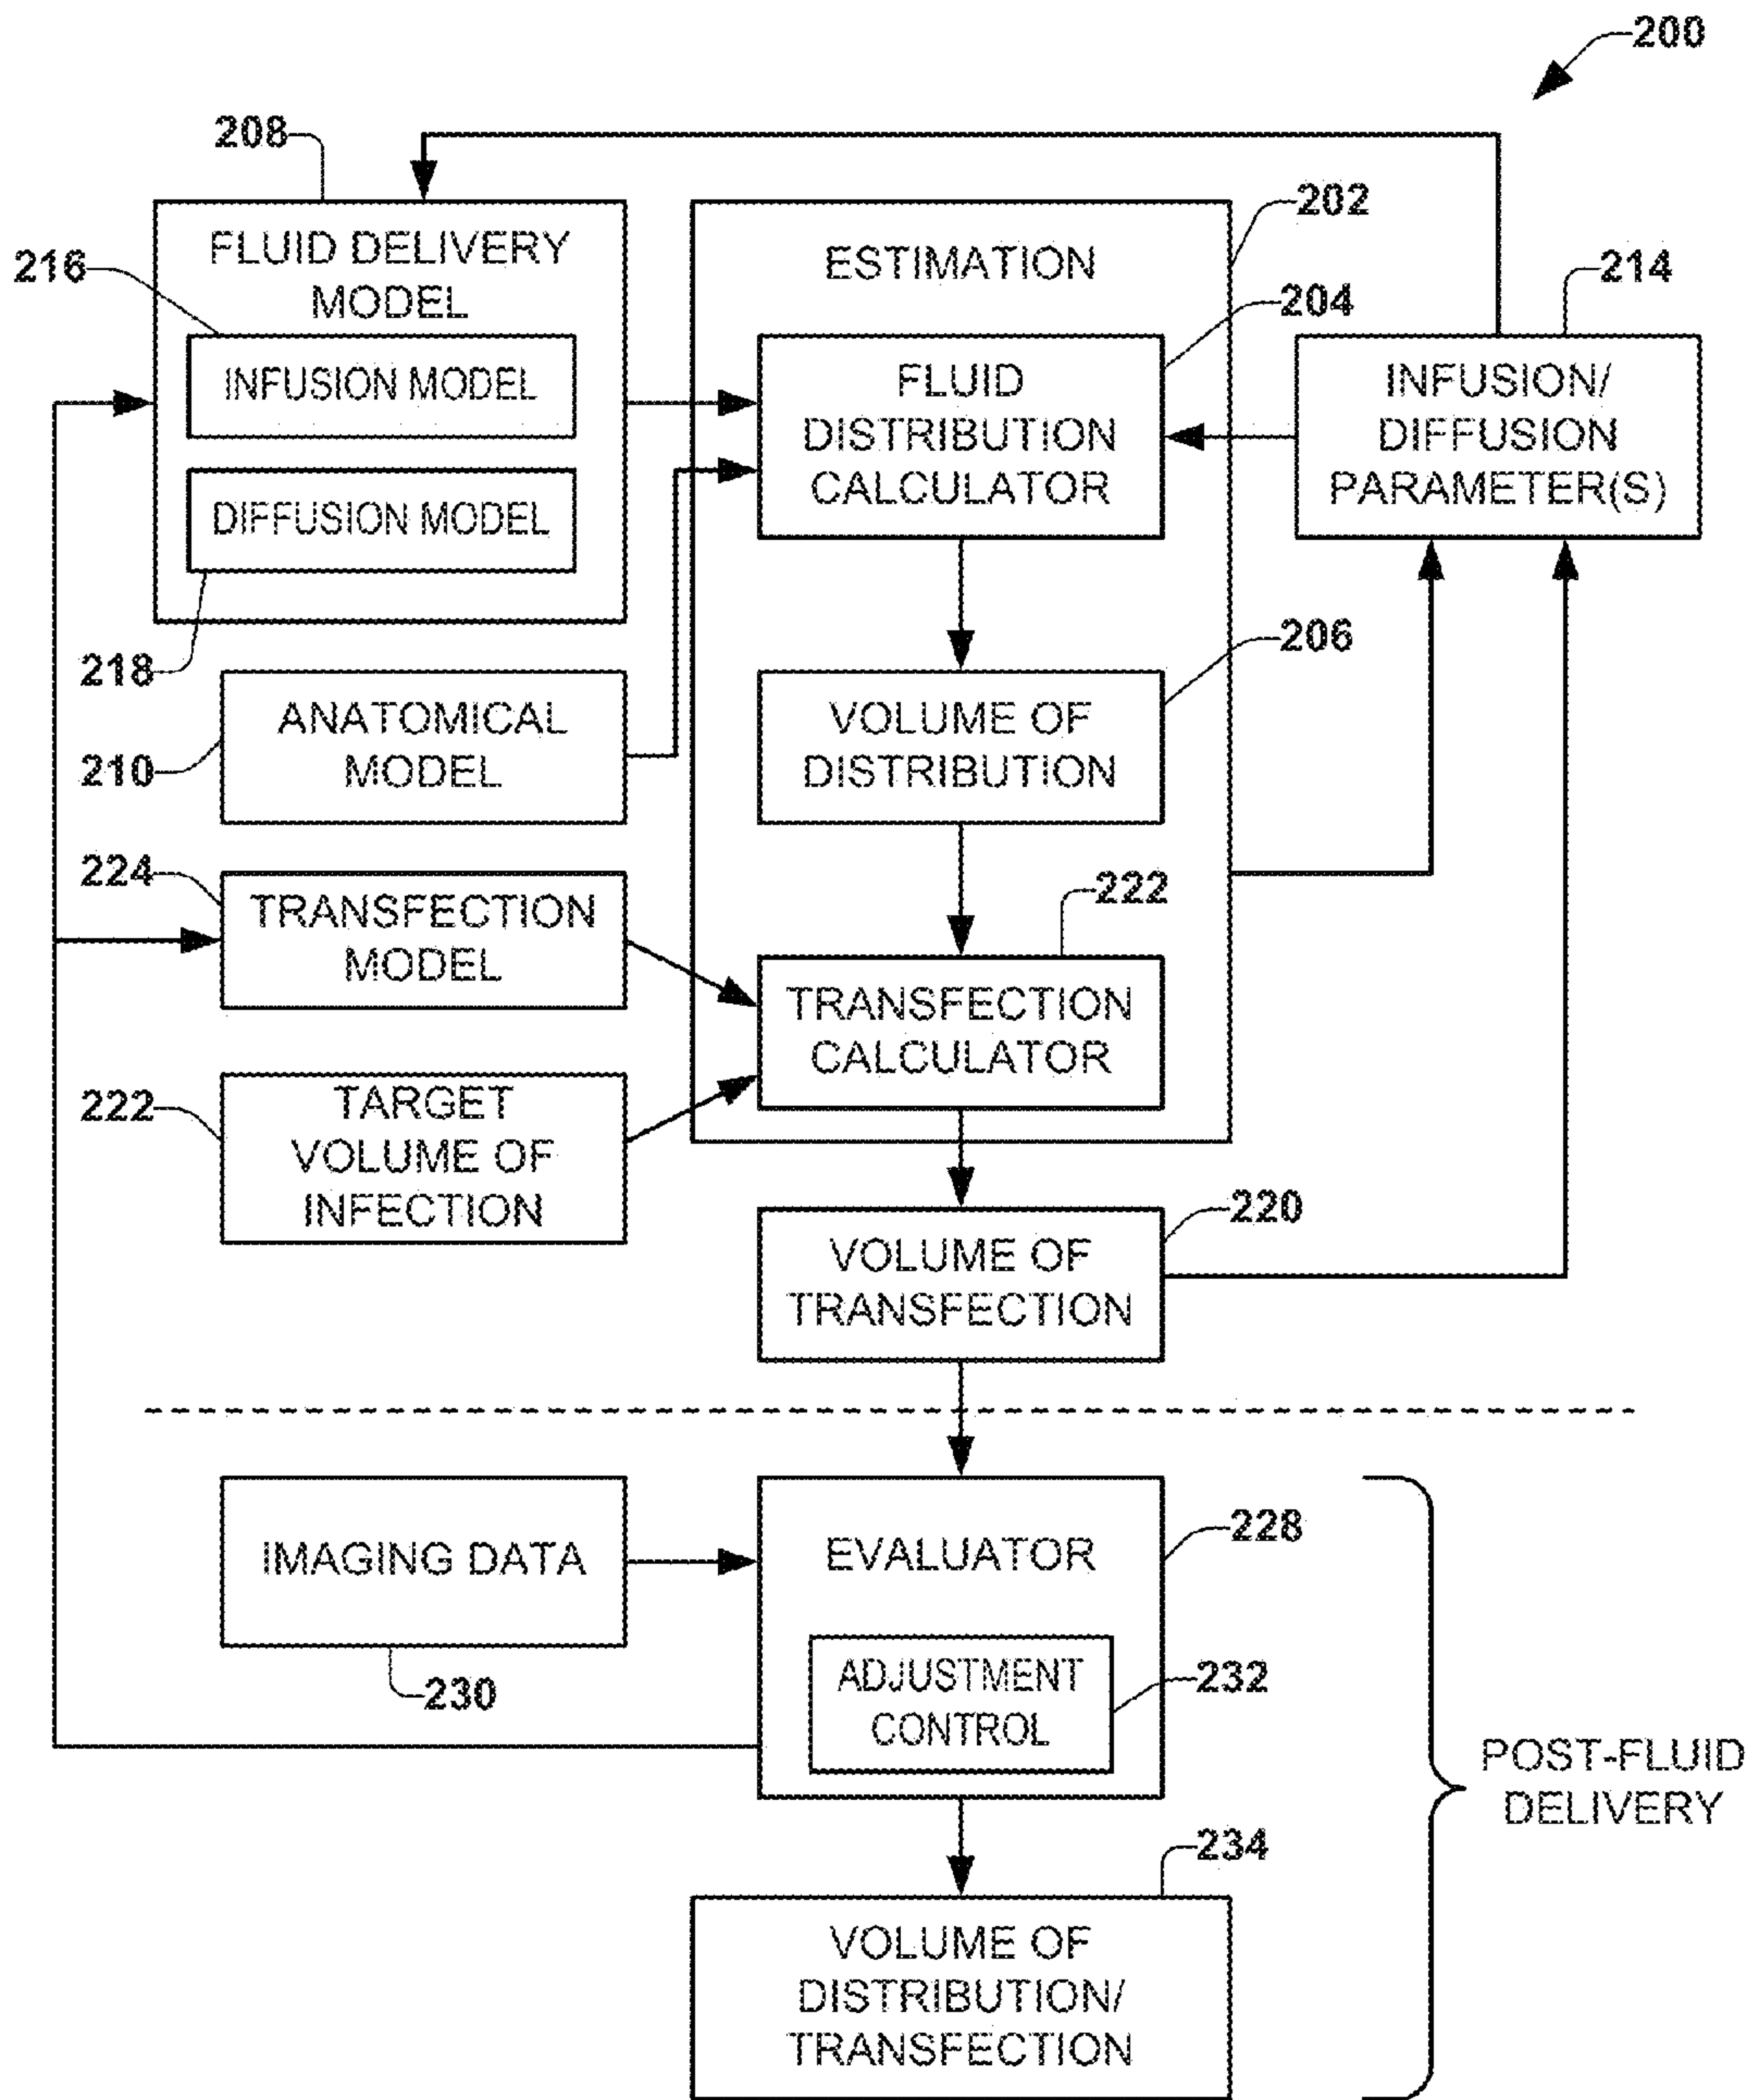 200
208
202
FLUID DELIVERY
MODEL
ESTIMATION
216
214
204
INFUSION MODEL
FLUID
DISTRIBUTION
CALCULATOR
INFUSION/
DIFFUSION
PARAMETER(S)
DIFFUSION MODEL
218
206
ANATOMICAL
MODEL
210
VOLUME OF
DISTRIBUTION
224
TRANSFECTION
MODEL
222
TRANSFECTION
CALCULATOR
222
TARGET
VOLUME OF
INFECTION
220
VOLUME OF
TRANSFECTION
IMAGING DATA
230
EVALUATOR
228
ADJUSTMENT
CONTROL
232
POST-FLUID
DELIVERY
234
VOLUME OF
DISTRIBUTION/
TRANSFECTION